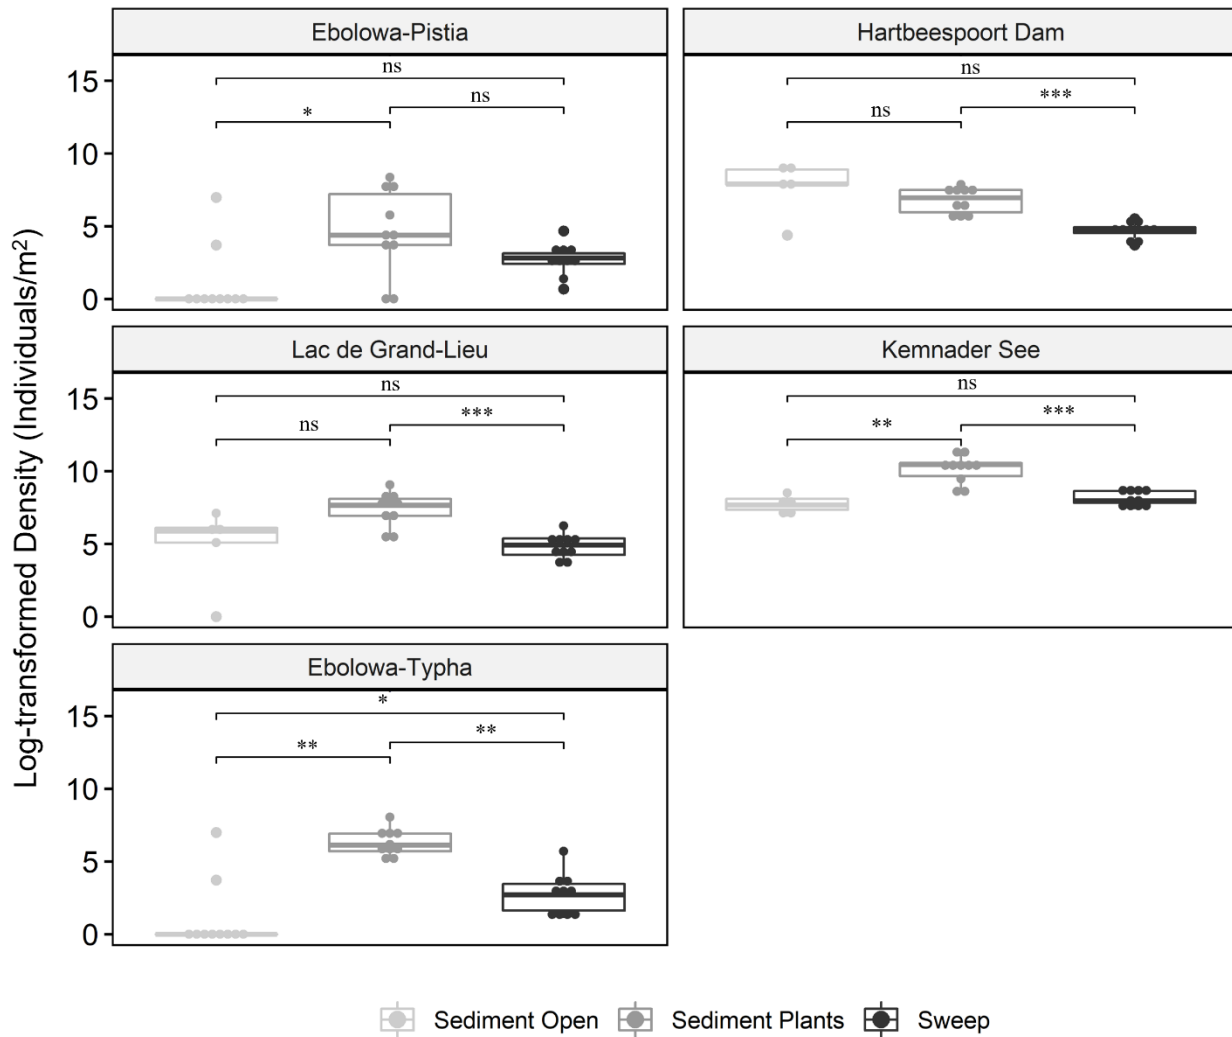 Ebolowa-Pistia
Hartbeespoort Dam
15
10
5
0
ns
ns
*
ns
***
ns
Lac de Grand-Lieu
Kemnader See
15
10
5
0
ns
***
ns
ns
***
**
Ebolowa-Typha
15
10
5
0
*
**
**
Log-transformed Density (Individuals/m²)
Sediment Open Sediment Plants Sweep